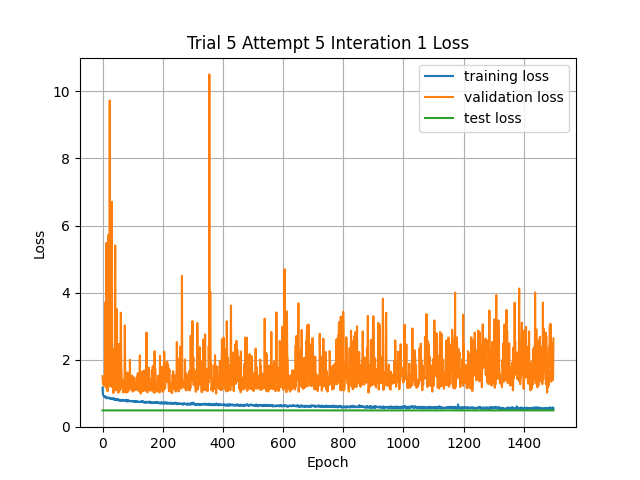 Trial 5 Attempt 5 Interation 1 Loss
training loss
validation loss
test loss
Loss
10
8
6
4
2
0
0 200 400 600 800 1000 1200 1400
Epoch